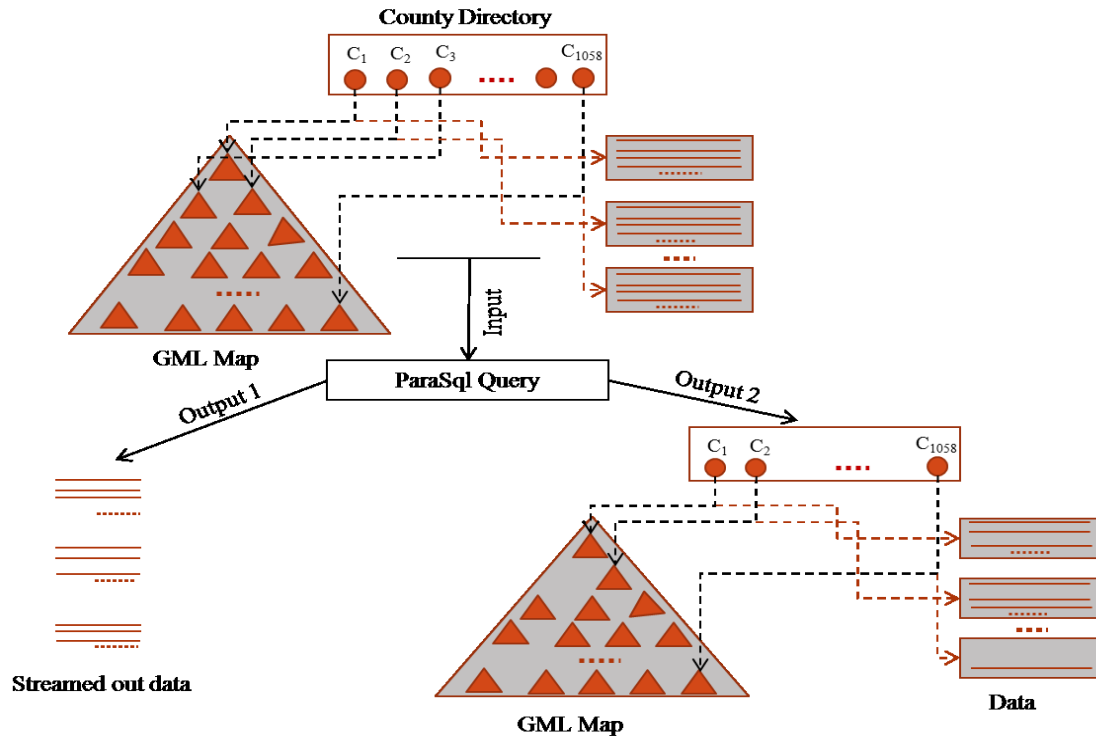 County Directory
C1 C2 C3 C1058
Input
GML Map
ParaSql Query
Output 1
Output 2
C1 C2 C1058
Streamed out data
Data
GML Map